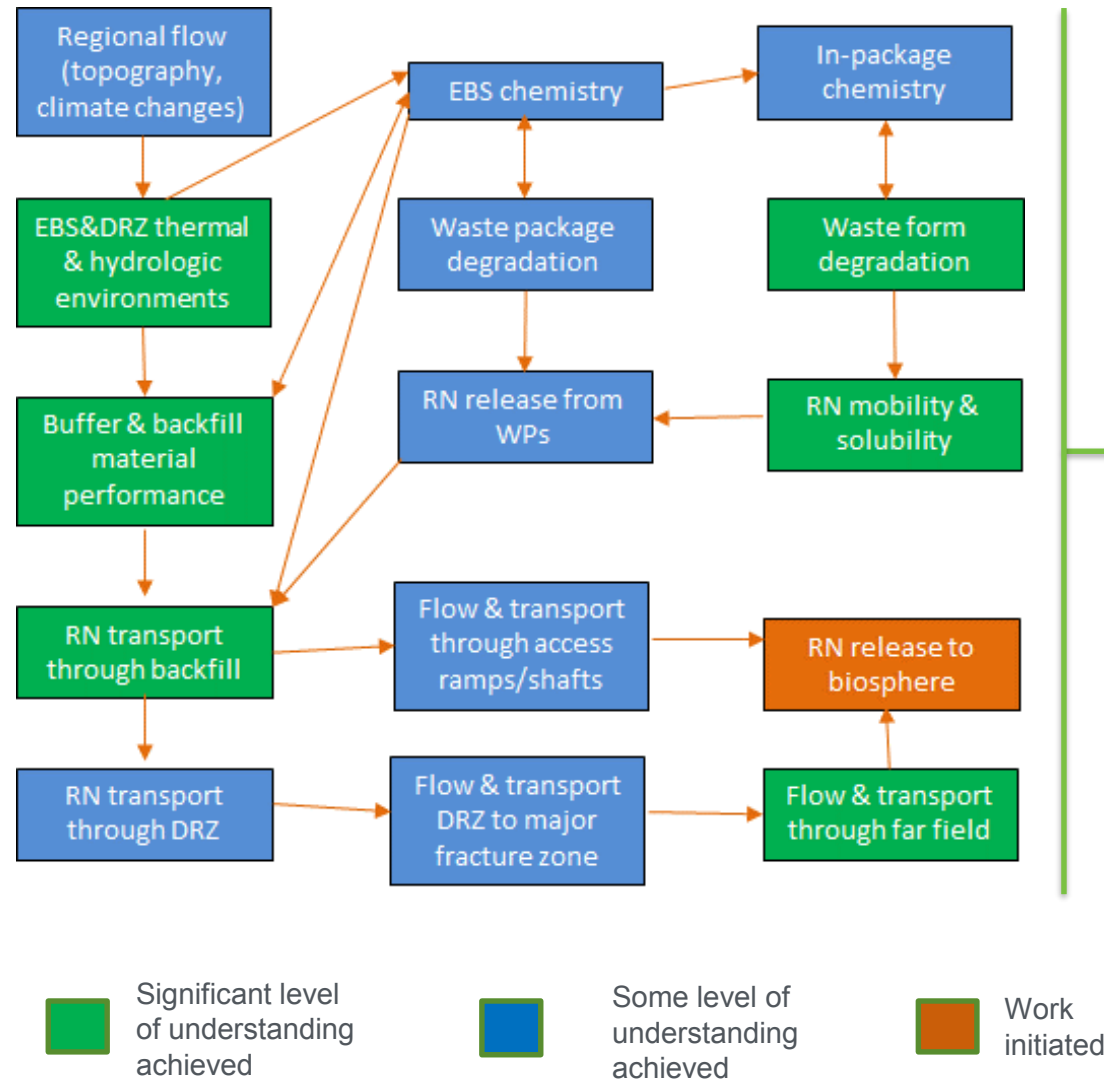 Regional flow
(topography,
climate changes)
EBS chemistry
In-package
chemistry
EBS&DRZ thermal
& hydrologic
environments
Waste package
degradation
Waste form
degradation
Buffer & backfill
material
performance
RN release from
WPs
RN mobility &
solubility
RN transport
through backfill
Flow & transport
through access
ramps/shafts
RN release to
biosphere
RN transport
through DRZ
Flow & transport
DRZ to major
fracture zone
Flow & transport
through far field
Significant level
of understanding
achieved
Some level of
understanding
achieved
Work
initiated